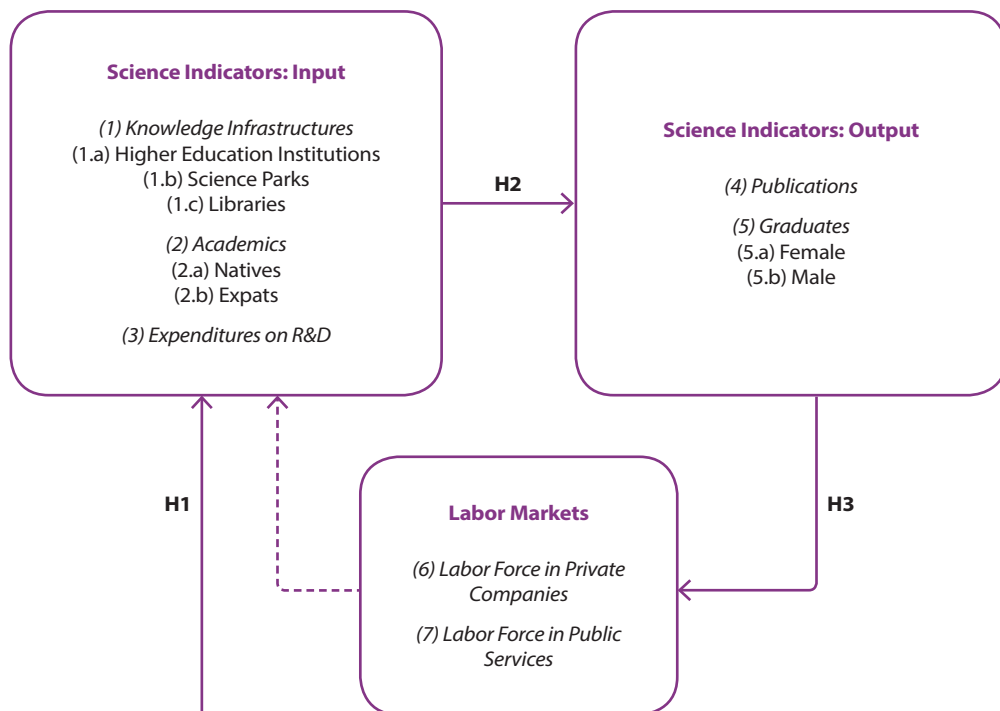 Science Indicators: Input
(1) Knowledge Infrastructures
(1.a) Higher Education Institutions
(1.b) Science Parks
(1.c) Libraries
(2) Academics
(2.a) Natives
(2.b) Expats
(3) Expenditures on R&D
H2
Science Indicators: Output
(4) Publications
(5) Graduates
(5.a) Female
(5.b) Male
H1
Labor Markets
(6) Labor Force in Private
Companies
(7) Labor Force in Public
Services
H3